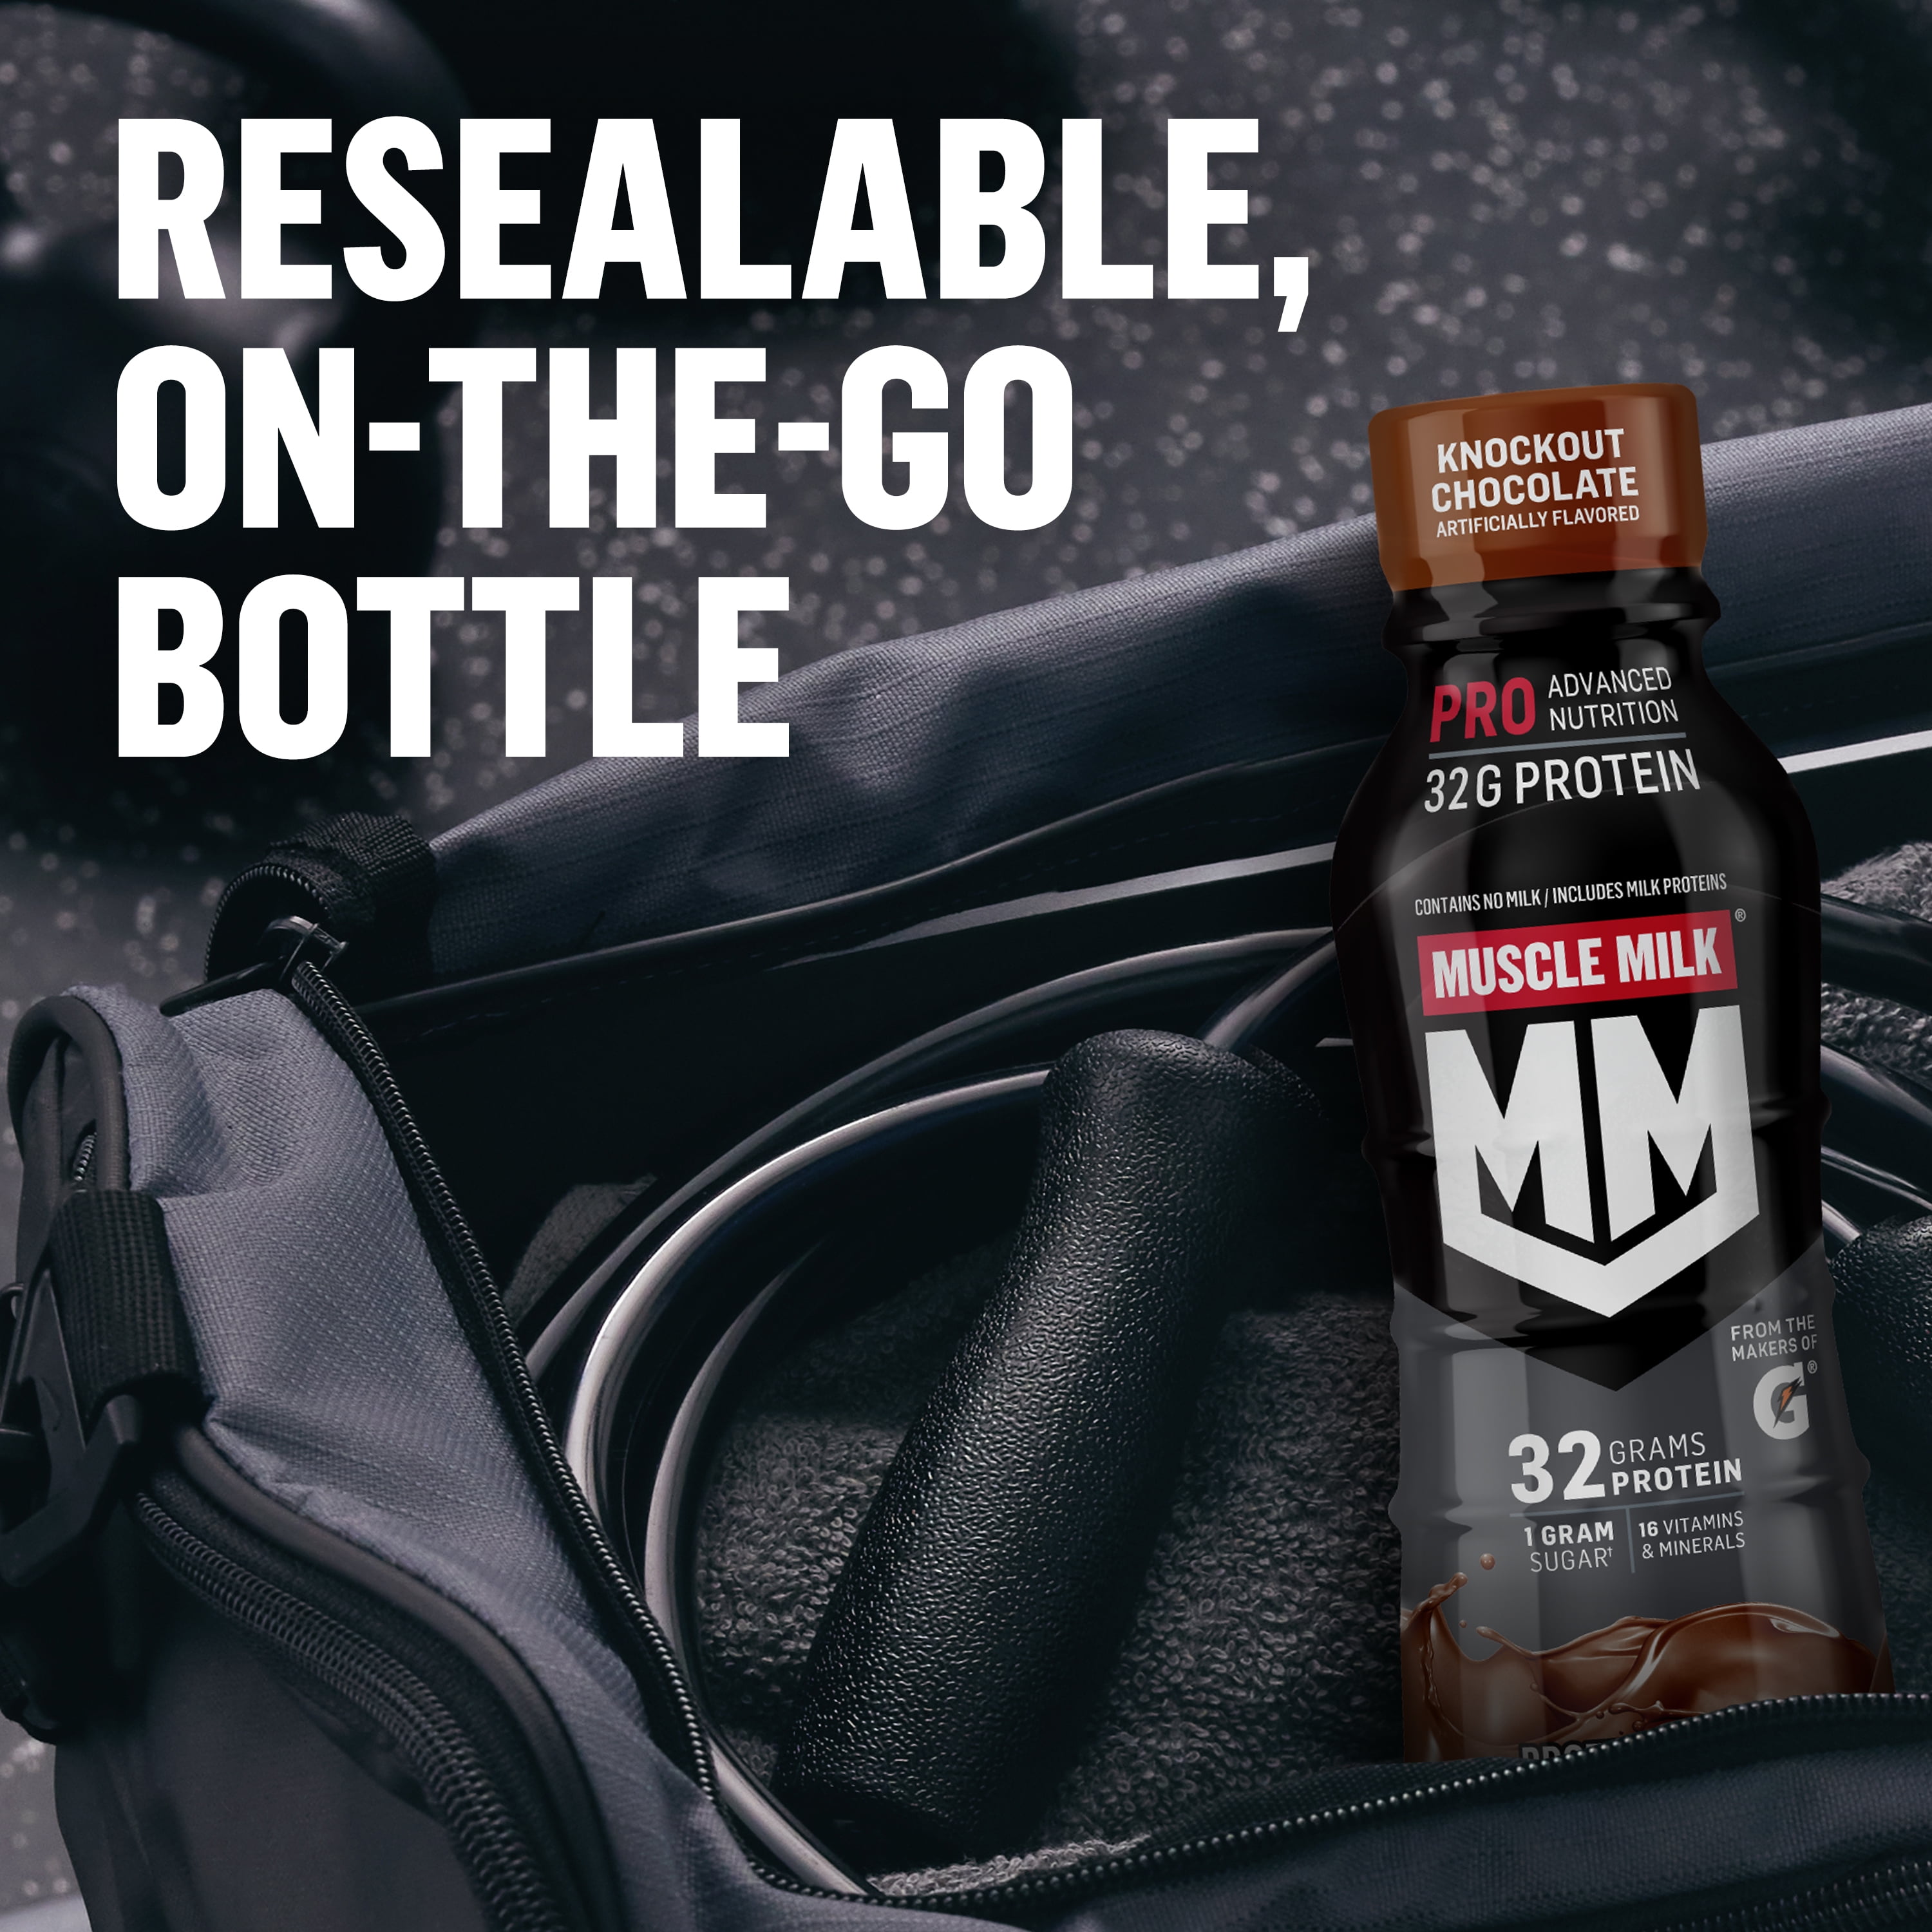 RESEALABLE,
ON-THE-GO
BOTTLE
KNOCKOUT
CHOCOLATE
ARTIFICIALLY FLAVORED
PRO ADVANCED
NUTRITION
32G PROTEIN
CONTAINS NO MILK / INCLUDES MILK PROTEINS
MUSCLE MILK®
MM
FROM THE
MAKERS OF
G®
32 GRAMS
PROTEIN
1 GRAM
SUGAR†
16 VITAMINS
& MINERALS